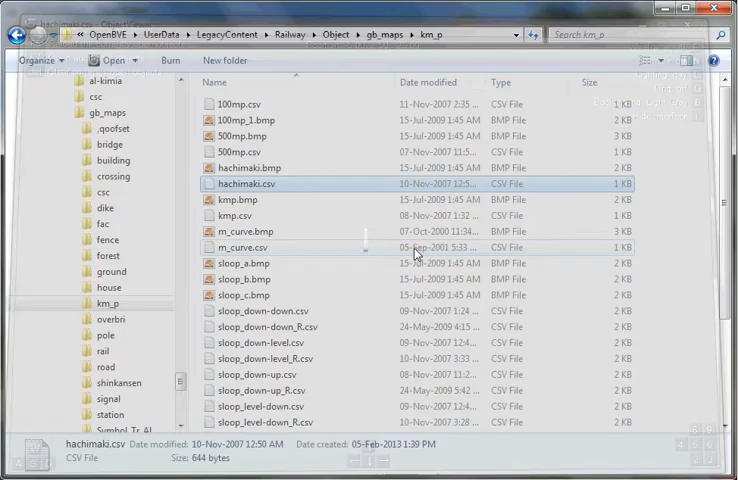 hachimaki.csv - ObjectViewer
OpenBVE ▸ UserData ▸ LegacyContent ▸ Railway ▸ Object ▸ gb_maps ▸ km_p
Search km_p
Organize
Open
Burn
New folder
Name
Date modified
Type
Size
al-kimia
csc
gb_maps
.qoofset
bridge
building
crossing
csc
dike
fac
fence
forest
ground
house
km_p
overbri
pole
rail
road
shinkansen
signal
station
Symbol_Tr_AI
100mp.csv 11-Nov-2007 2:35 ... CSV File 1 KB
100mp_1.bmp 15-Jul-2009 1:45 AM BMP File 2 KB
500mp.bmp 15-Jul-2009 1:45 AM BMP File 3 KB
500mp.csv 07-Nov-2007 11:5... CSV File 1 KB
hachimaki.bmp 15-Jul-2009 1:45 AM BMP File 2 KB
hachimaki.csv 10-Nov-2007 12:5... CSV File 1 KB
kmp.bmp 15-Jul-2009 1:45 AM BMP File 2 KB
kmp.csv 08-Nov-2007 1:32 ... CSV File 1 KB
m_curve.bmp 07-Oct-2000 11:34... BMP File 3 KB
m_curve.csv 05-Sep-2001 5:33 ... CSV File 1 KB
sloop_a.bmp 15-Jul-2009 1:45 AM BMP File 2 KB
sloop_b.bmp 15-Jul-2009 1:45 AM BMP File 2 KB
sloop_c.bmp 15-Jul-2009 1:45 AM BMP File 2 KB
sloop_down-down.csv 09-Nov-2007 1:24 ... CSV File 2 KB
sloop_down-down_R.csv 24-May-2009 4:15 ... CSV File 2 KB
sloop_down-level.csv 09-Nov-2007 12:4... CSV File 2 KB
sloop_down-level_R.csv 10-Nov-2007 3:33 ... CSV File 2 KB
sloop_down-up.csv 08-Nov-2007 11:2... CSV File 2 KB
sloop_down-up_R.csv 24-May-2009 5:42 ... CSV File 2 KB
sloop_level-down.csv 09-Nov-2007 12:4... CSV File 2 KB
sloop_level-down_R.csv 10-Nov-2007 3:28 ... CSV File 2 KB
hachimaki.csv Date modified: 10-Nov-2007 12:50 AM Date created: 05-Feb-2013 1:39 PM
CSV File Size: 644 bytes